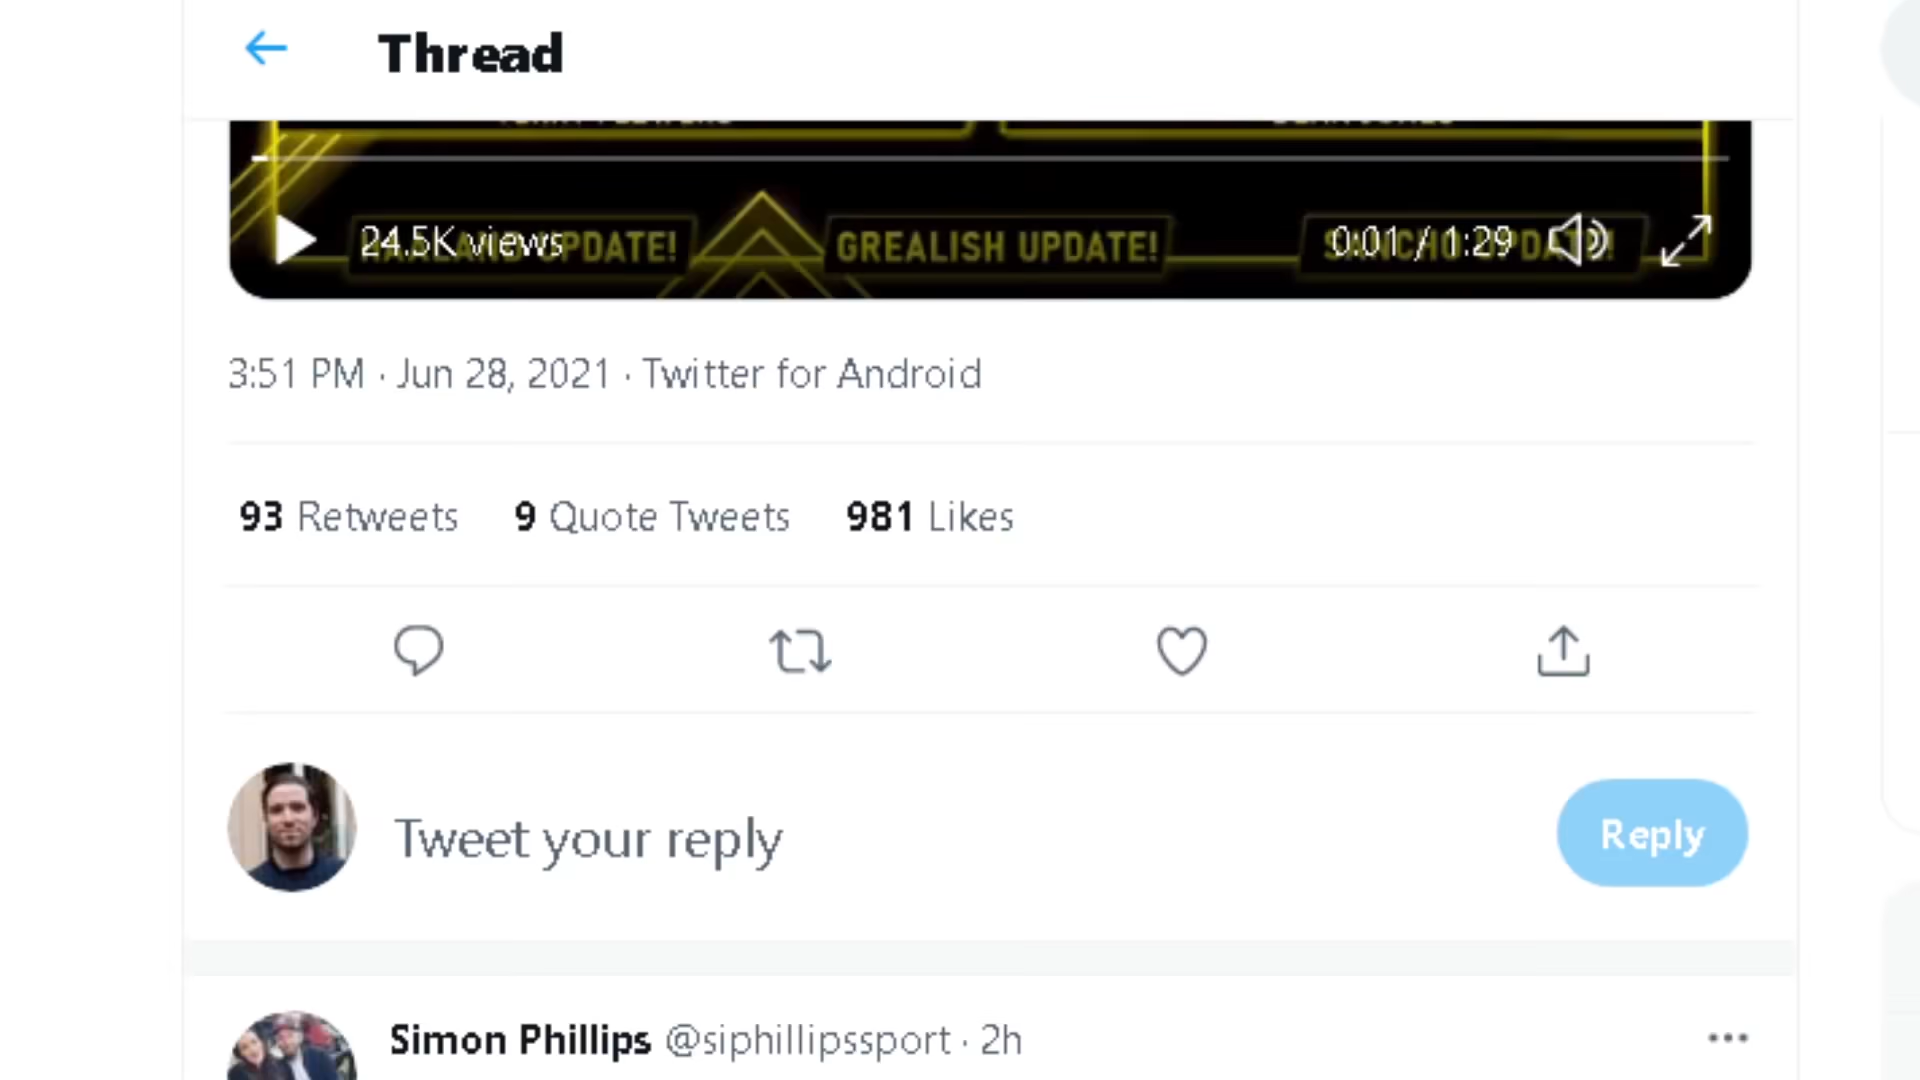 Thread
24.5K views
UPDATE!
GREALISH UPDATE!
0:01 / 1:29
3:51 PM · Jun 28, 2021 · Twitter for Android
93 Retweets 9 Quote Tweets 981 Likes
Tweet your reply
Reply
Simon Phillips @siphillipssport · 2h